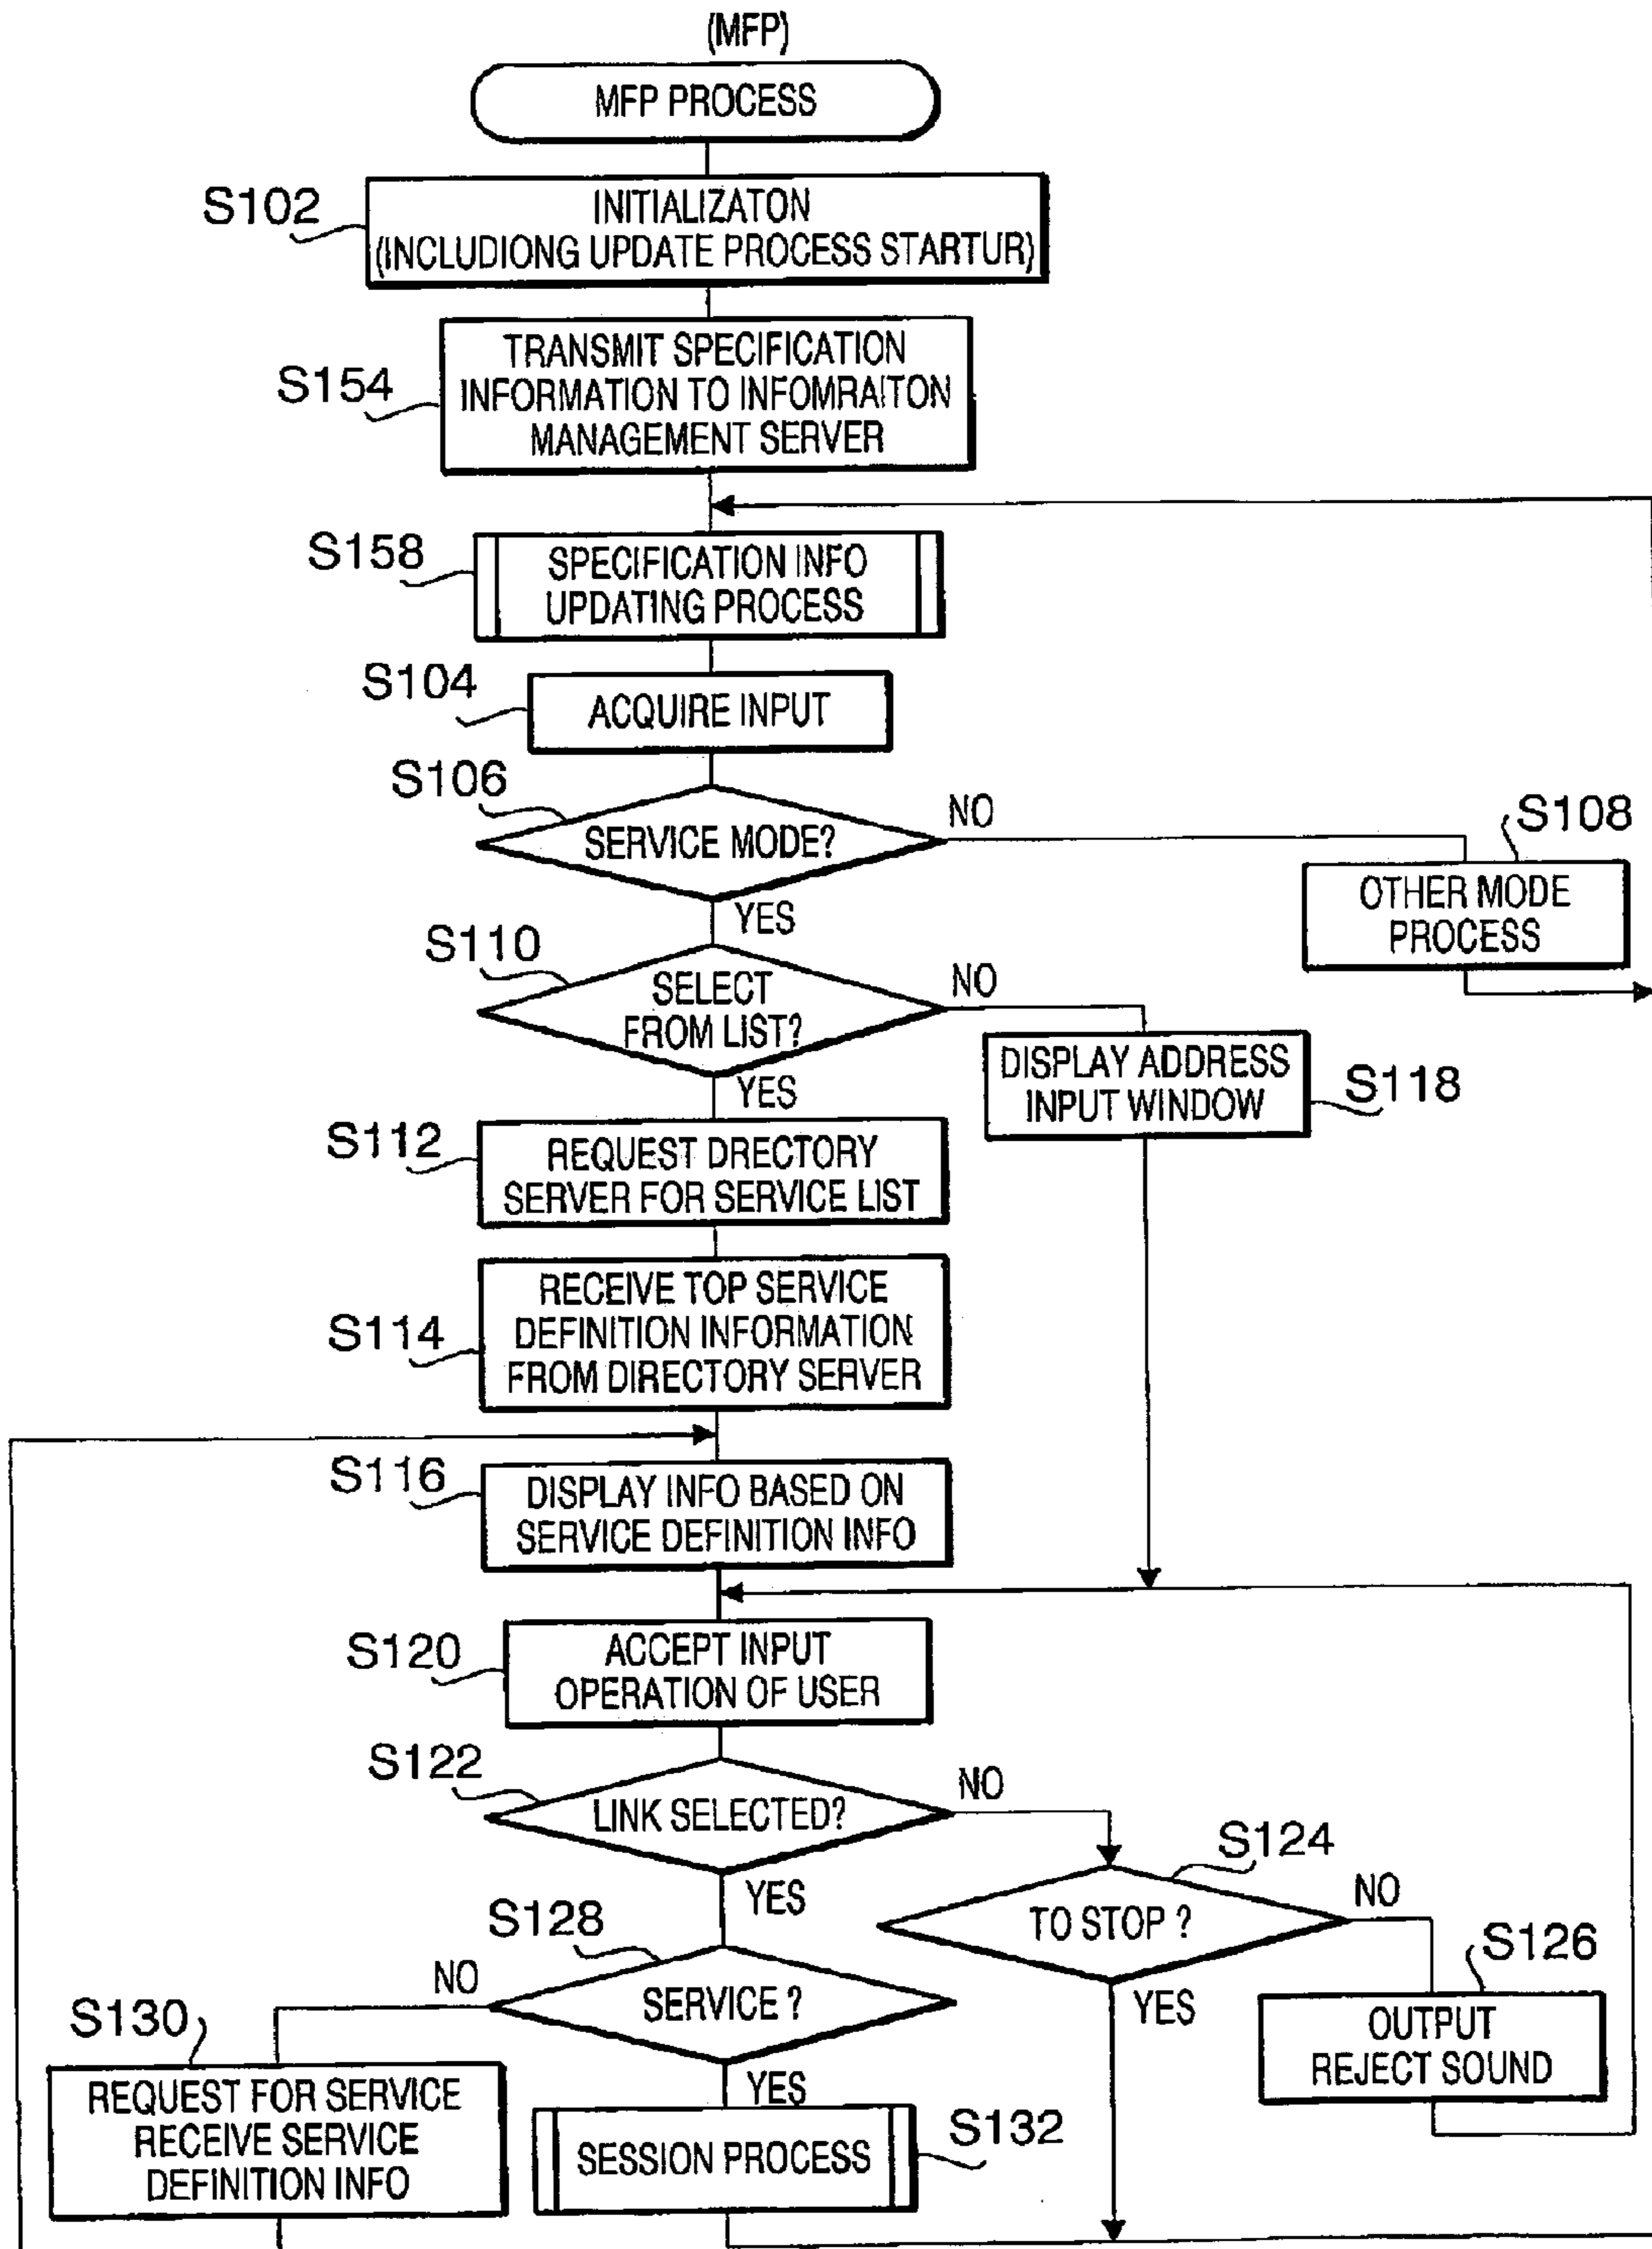 (MFP)
MFP PROCESS
S102
INITIALIZATON
(INCLUDIONG UPDATE PROCESS STARTUR)
S154
TRANSMIT SPECIFICATION
INFORMATION TO INFOMRAITON
MANAGEMENT SERVER
S158
SPECIFICATION INFO
UPDATING PROCESS
S104
ACQUIRE INPUT
S106
SERVICE MODE?
NO
YES
S108
OTHER MODE
PROCESS
S110
SELECT
FROM LIST?
NO
YES
DISPLAY ADDRESS
INPUT WINDOW
S118
S112
REQUEST DRECTORY
SERVER FOR SERVICE LIST
S114
RECEIVE TOP SERVICE
DEFINITION INFORMATION
FROM DIRECTORY SERVER
S116
DISPLAY INFO BASED ON
SERVICE DEFINITION INFO
S120
ACCEPT INPUT
OPERATION OF USER
S122
LINK SELECTED?
NO
YES
S124
TO STOP ?
NO
YES
S126
OUTPUT
REJECT SOUND
S128
SERVICE ?
NO
YES
S130
REQUEST FOR SERVICE
RECEIVE SERVICE
DEFINITION INFO
SESSION PROCESS
S132